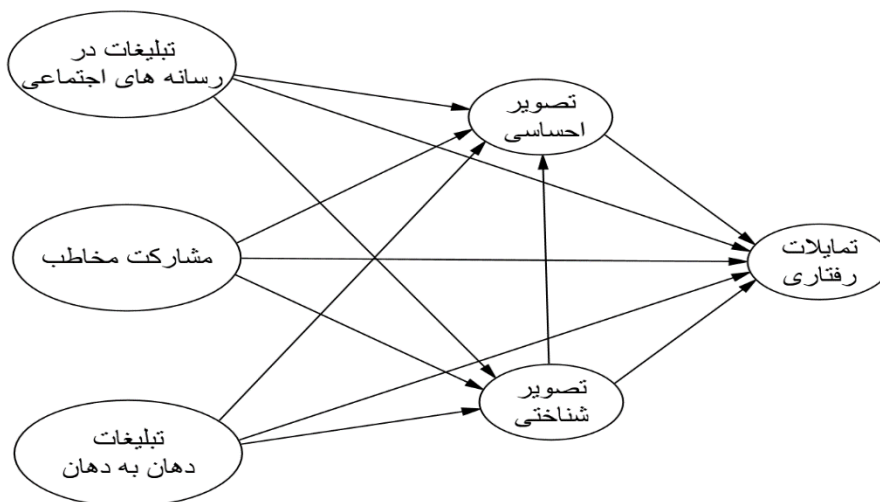 تبلیغات در
رسانه های اجتماعی
تصویر
احساسی
مشارکت مخاطب
تمایلات
رفتاری
تصویر
شناختی
تبلیغات
دهان به دهان